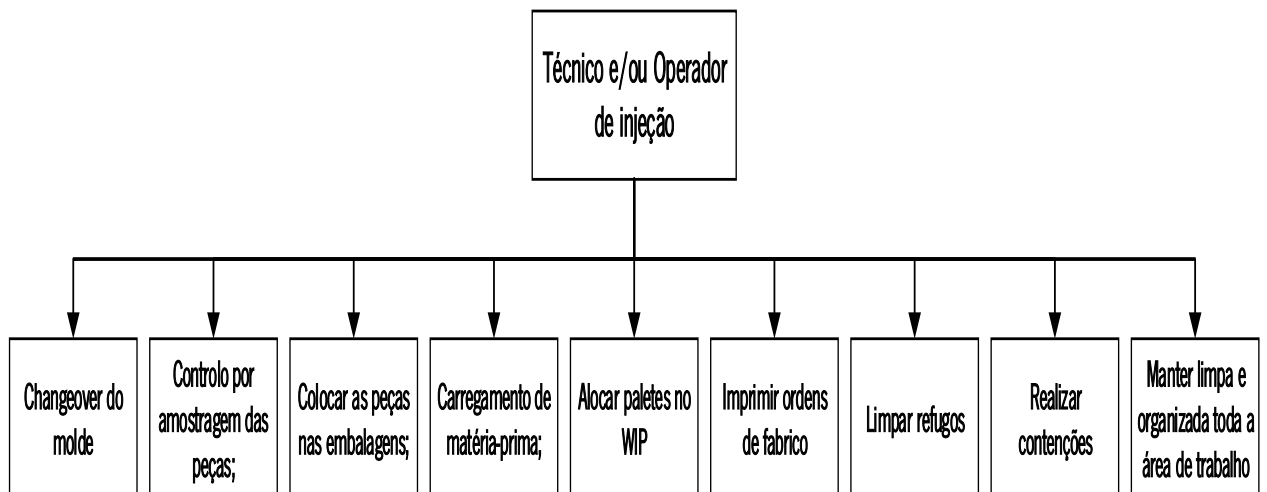 Técnico e/ou Operador
de injeção
Changeover do
molde
Controlo por
amostragem das
peças;
Colocar as peças
nas embalagens;
Carregamento de
matéria-prima;
Alocar paletes no
WIP
Imprimir ordens
de fabrico
Limpar refugos
Realizar
contenções
Manter limpa e
organizada toda a
área de trabalho